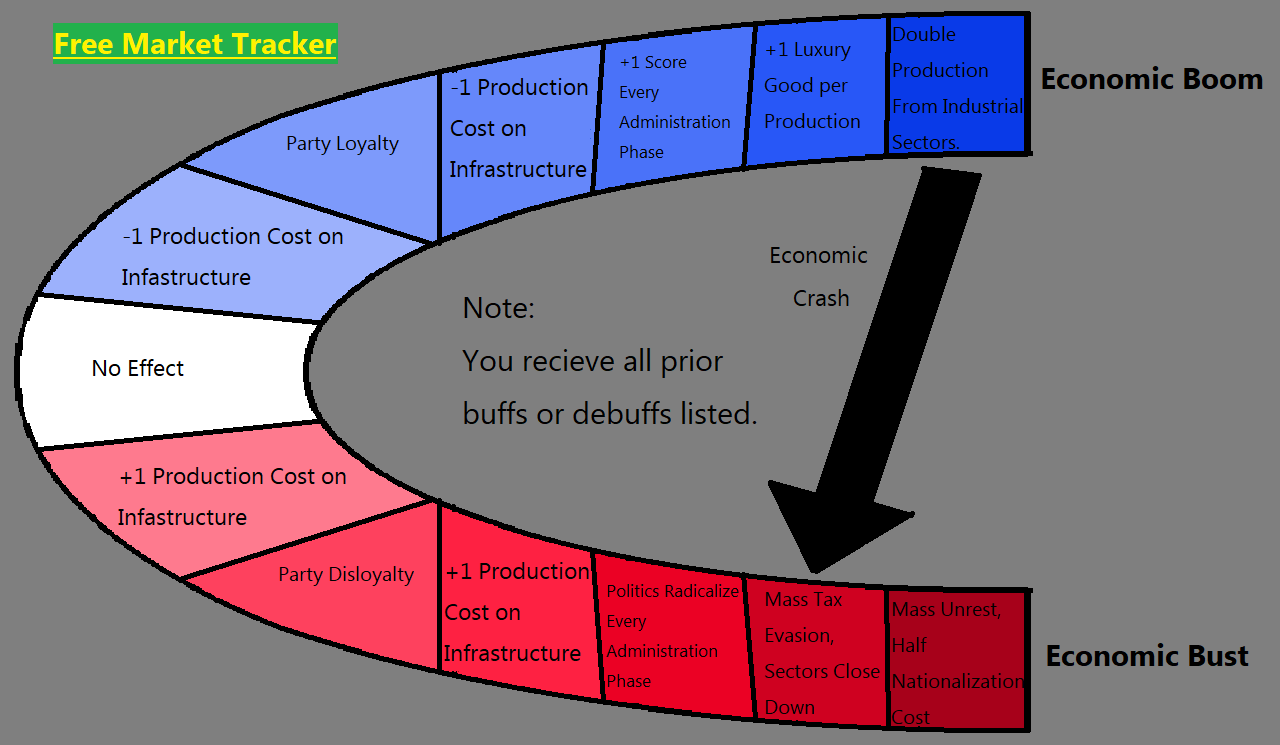 Free Market Tracker
Double
Production
From Industrial
Sectors.
+1 Luxury
Good per
Production
+1 Score
Every
Administration
Phase
-1 Production
Cost on
Infrastructure
Party Loyalty
-1 Production Cost on
Infastructure
No Effect
+1 Production Cost on
Infastructure
Party Disloyalty
+1 Production
Cost on
Infrastructure
Politics Radicalize
Every
Administration
Phase
Mass Tax
Evasion,
Sectors Close
Down
Mass Unrest,
Half
Nationalization
Cost
Economic Boom
Economic
Crash
Note:
You recieve all prior
buffs or debuffs listed.
Economic Bust